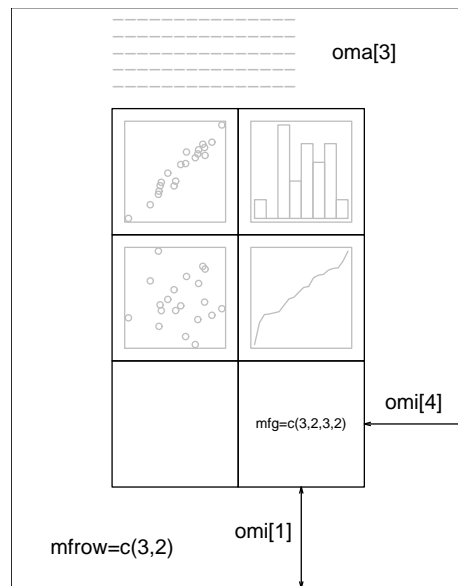 oma[3]
mfg=c(3,2,3,2)
omi[4]
omi[1]
mfrow=c(3,2)